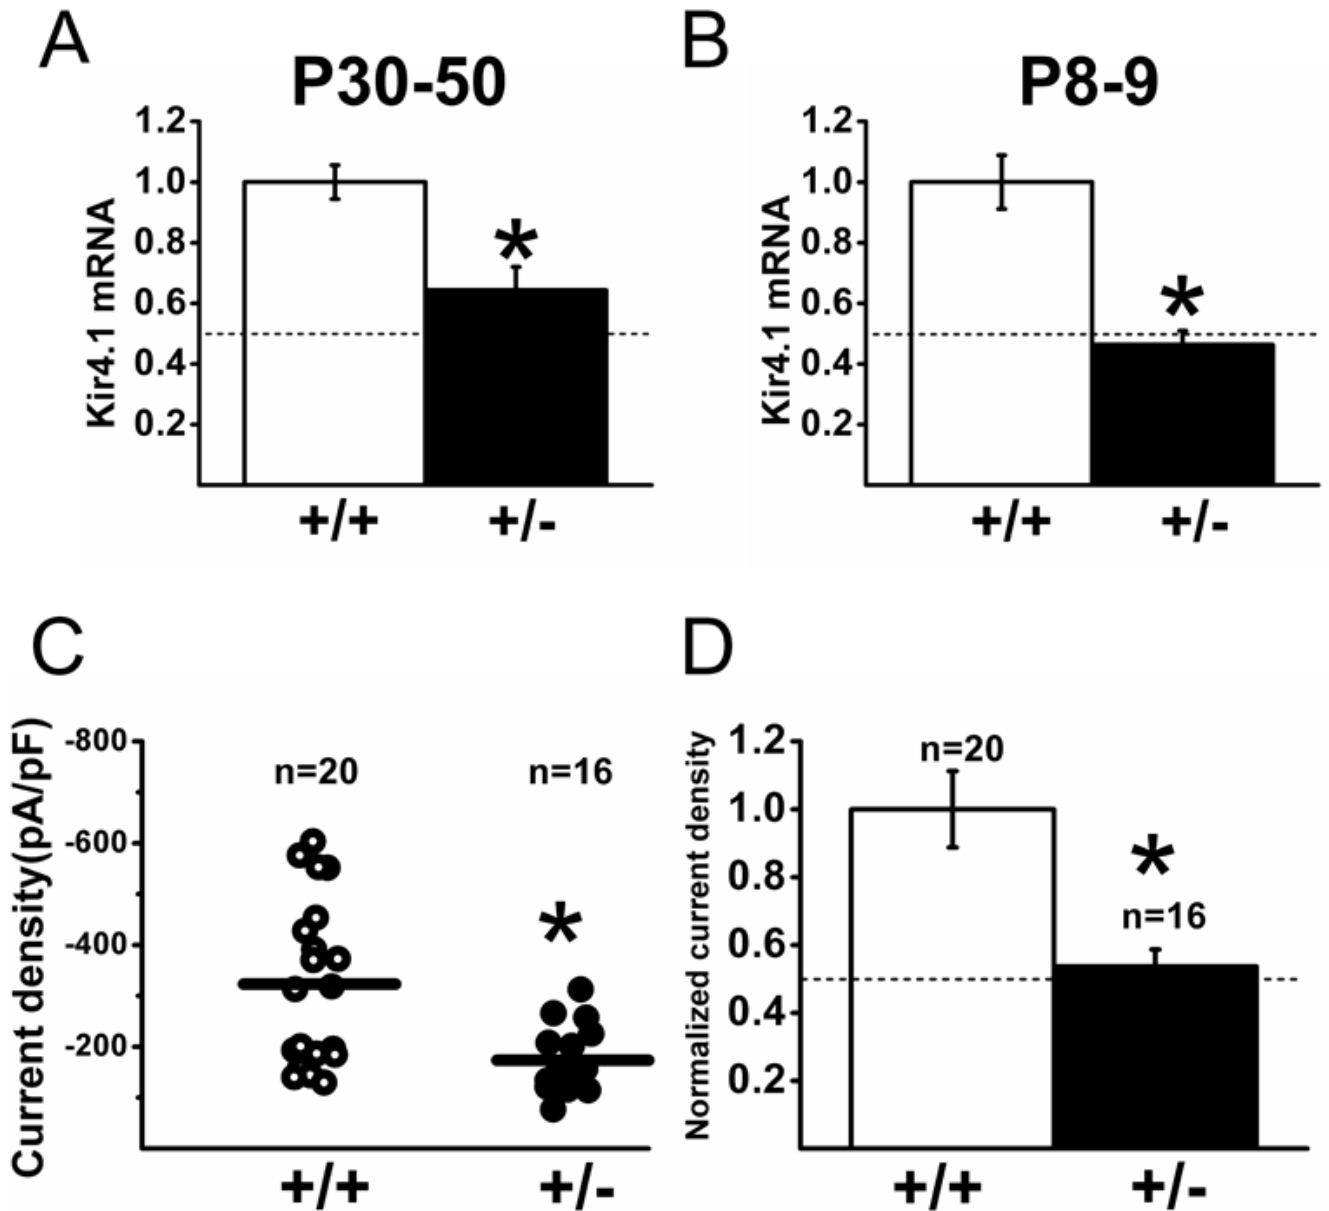 A
P30-50
Kir4.1 mRNA
1.2
1.0
0.8
0.6
0.4
0.2
*
+/+ +/-
B
P8-9
Kir4.1 mRNA
1.2
1.0
0.8
0.6
0.4
0.2
*
+/+ +/-
C
Current density(pA/pF)
-800
-600
-400
-200
n=20 n=16
*
+/+ +/-
D
Normalized current density
1.2
1.0
0.8
0.6
0.4
0.2
n=20
*
n=16
+/+ +/-